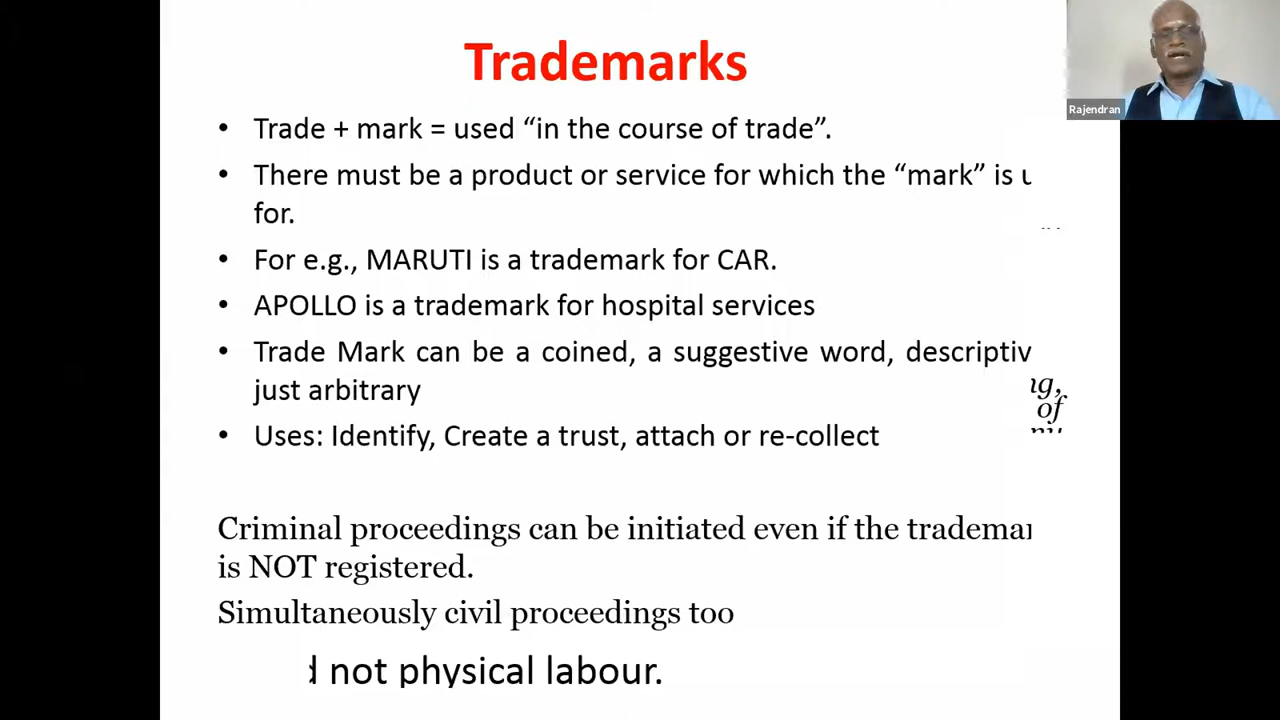 Trademarks
Rajendran
• Trade + mark = used “in the course of trade”.
• There must be a product or service for which the “mark” is
for.
• For e.g., MARUTI is a trademark for CAR.
• APOLLO is a trademark for hospital services
• Trade Mark can be a coined, a suggestive word, descriptiv
just arbitrary
of
• Uses: Identify, Create a trust, attach or re-collect
Criminal proceedings can be initiated even if the tradema
is NOT registered.
Simultaneously civil proceedings too
not physical labour.